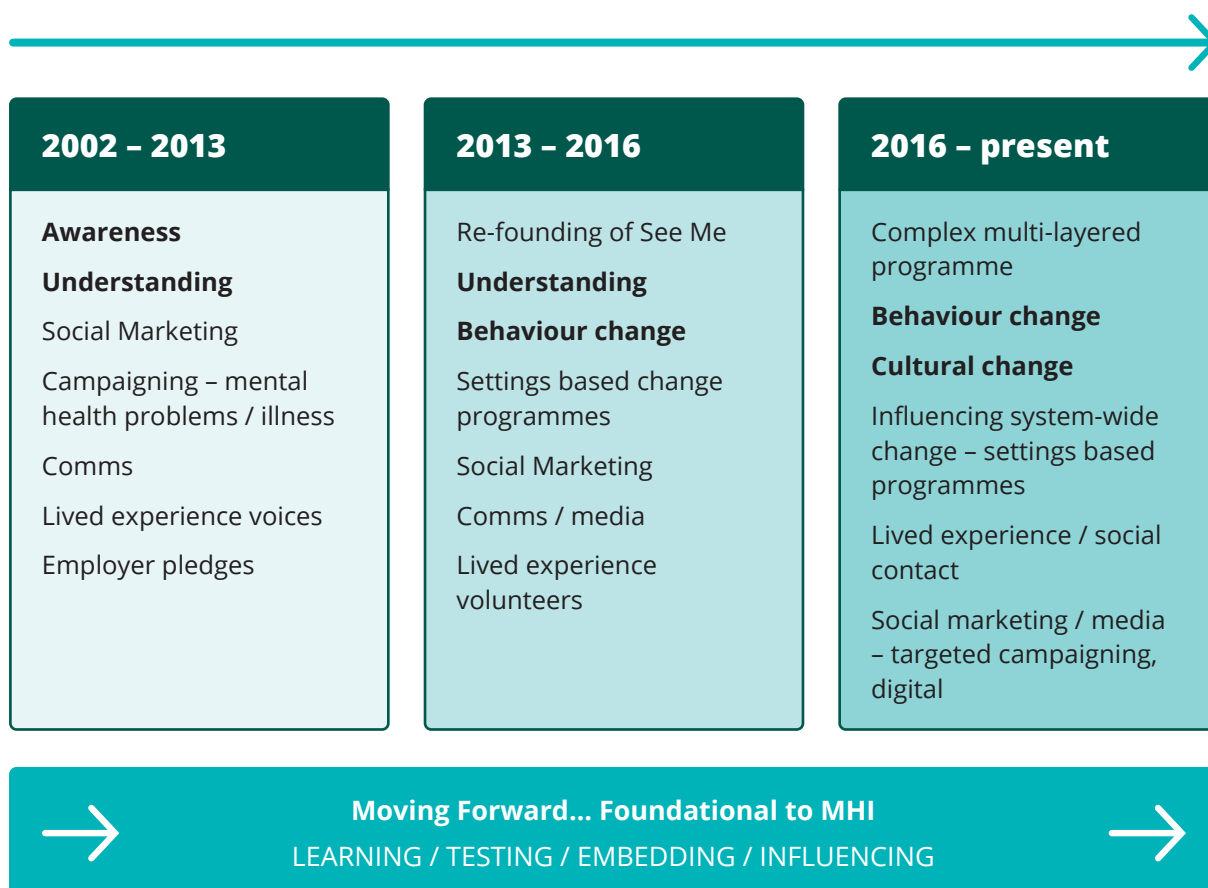 2002 – 2013
Awareness
Understanding
Social Marketing
Campaigning – mental
health problems / illness
Comms
Lived experience voices
Employer pledges
2013 – 2016
Re-founding of See Me
Understanding
Behaviour change
Settings based change
programmes
Social Marketing
Comms / media
Lived experience
volunteers
2016 – present
Complex multi-layered
programme
Behaviour change
Cultural change
Influencing system-wide
change – settings based
programmes
Lived experience / social
contact
Social marketing / media
– targeted campaigning,
digital
Moving Forward... Foundational to MHI
LEARNING / TESTING / EMBEDDING / INFLUENCING